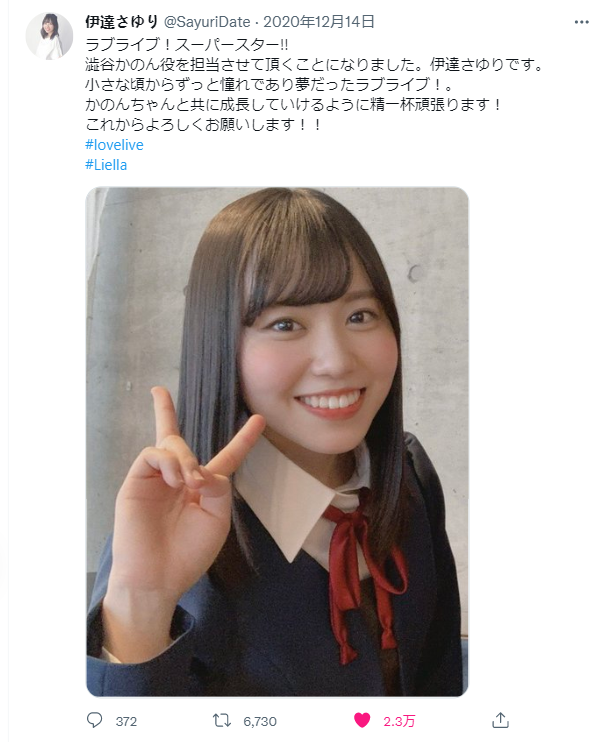 伊達さゆり @SayuriDate · 2020年12月14日
ラブライブ！スーパースター!!
澁谷かのん役を担当させて頂くことになりました。伊達さゆりです。
小さな頃からずっと憧れであり夢だったラブライブ！。
かのんちゃんと共に成長していけるように精一杯頑張ります！
これからよろしくお願いします！！
#lovelive
#Liella
372 6,730 2.3万